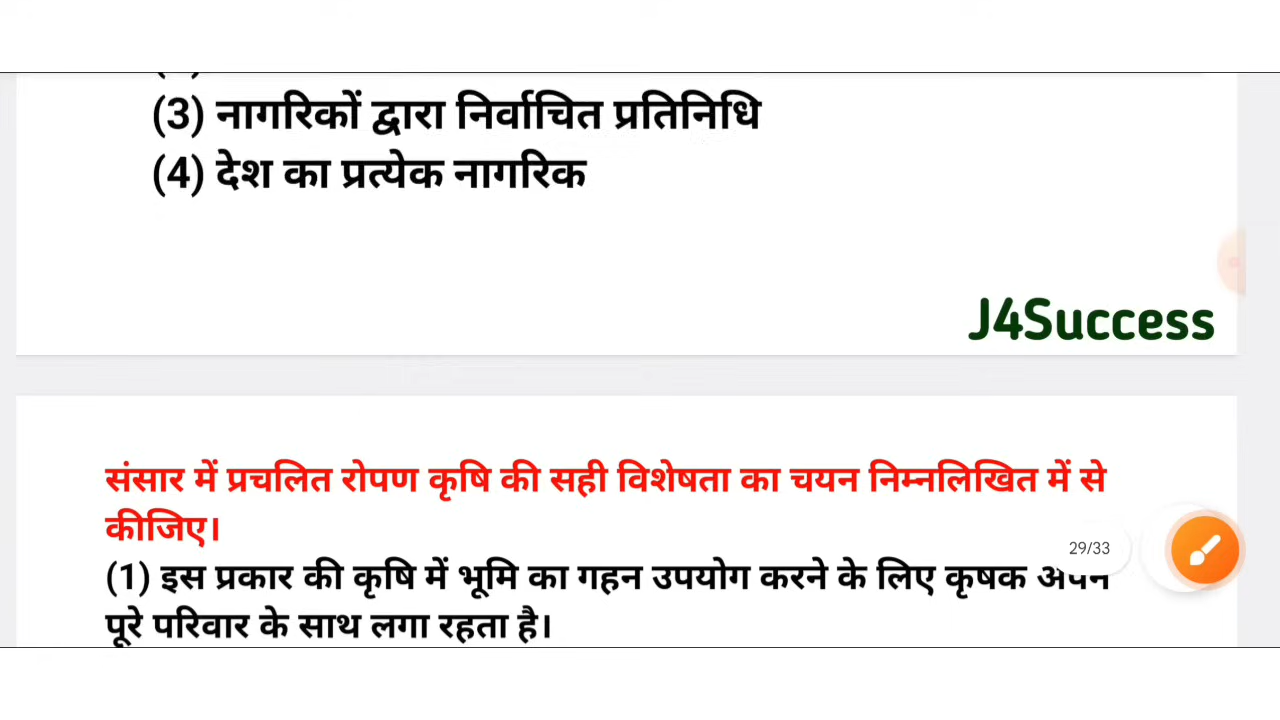 (3) नागरिकों द्वारा निर्वाचित प्रतिनिधि
(4) देश का प्रत्येक नागरिक
J4Success
संसार में प्रचलित रोपण कृषि की सही विशेषता का चयन निम्नलिखित में से
कीजिए।
29/33
(1) इस प्रकार की कृषि में भूमि का गहन उपयोग करने के लिए कृषक अपने
पूरे परिवार के साथ लगा रहता है।